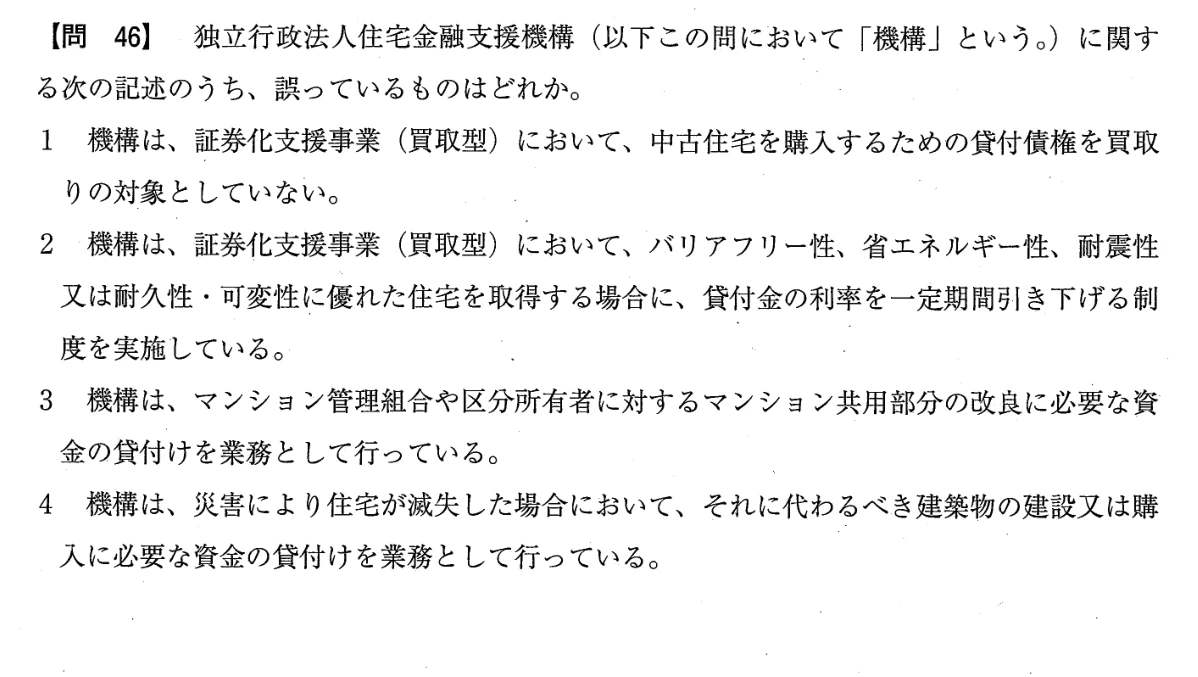 【問 46】 独立行政法人住宅金融支援機構（以下この問において「機構」という。）に関す
る次の記述のうち、誤っているものはどれか。
1 機構は、証券化支援事業（買取型）において、中古住宅を購入するための貸付債権を買取
りの対象としていない。
2 機構は、証券化支援事業（買取型）において、バリアフリー性、省エネルギー性、耐震性
又は耐久性・可変性に優れた住宅を取得する場合に、貸付金の利率を一定期間引き下げる制
度を実施している。
3 機構は、マンション管理組合や区分所有者に対するマンション共用部分の改良に必要な資
金の貸付けを業務として行っている。
4 機構は、災害により住宅が滅失した場合において、それに代わるべき建築物の建設又は購
入に必要な資金の貸付けを業務として行っている。